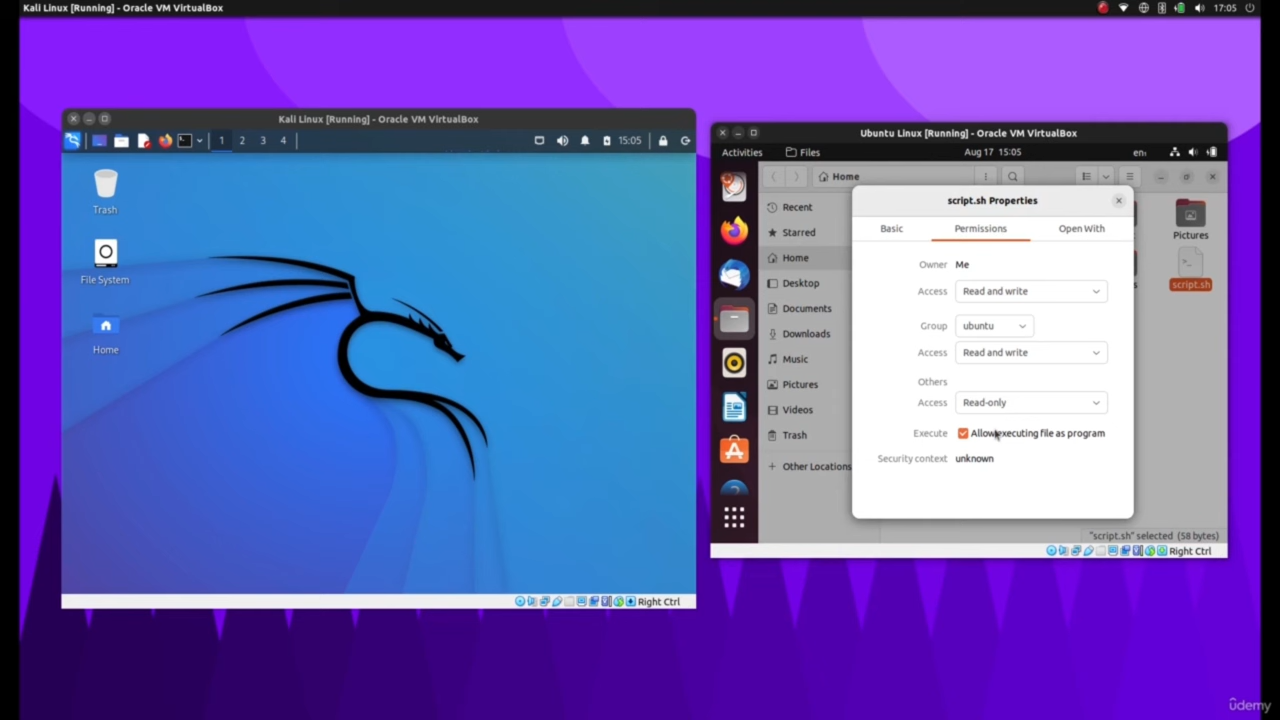 Kali Linux [Running] - Oracle VM VirtualBox
17:05
Kali Linux [Running] - Oracle VM VirtualBox
1 2 3 4
15:05
Trash
File System
Home
Right Ctrl
Ubuntu Linux [Running] - Oracle VM VirtualBox
Activities
Files
Aug 17 15:05
en₁
Home
Recent
Starred
Home
Desktop
Documents
Downloads
Music
Pictures
Videos
Trash
+ Other Locations
Pictures
script.sh
script.sh Properties
Basic
Permissions
Open With
Owner Me
Access Read and write
Group ubuntu
Access Read and write
Others
Access Read-only
Execute Allow executing file as program
Security context unknown
"script.sh" selected (58 bytes)
Right Ctrl
ûdemy